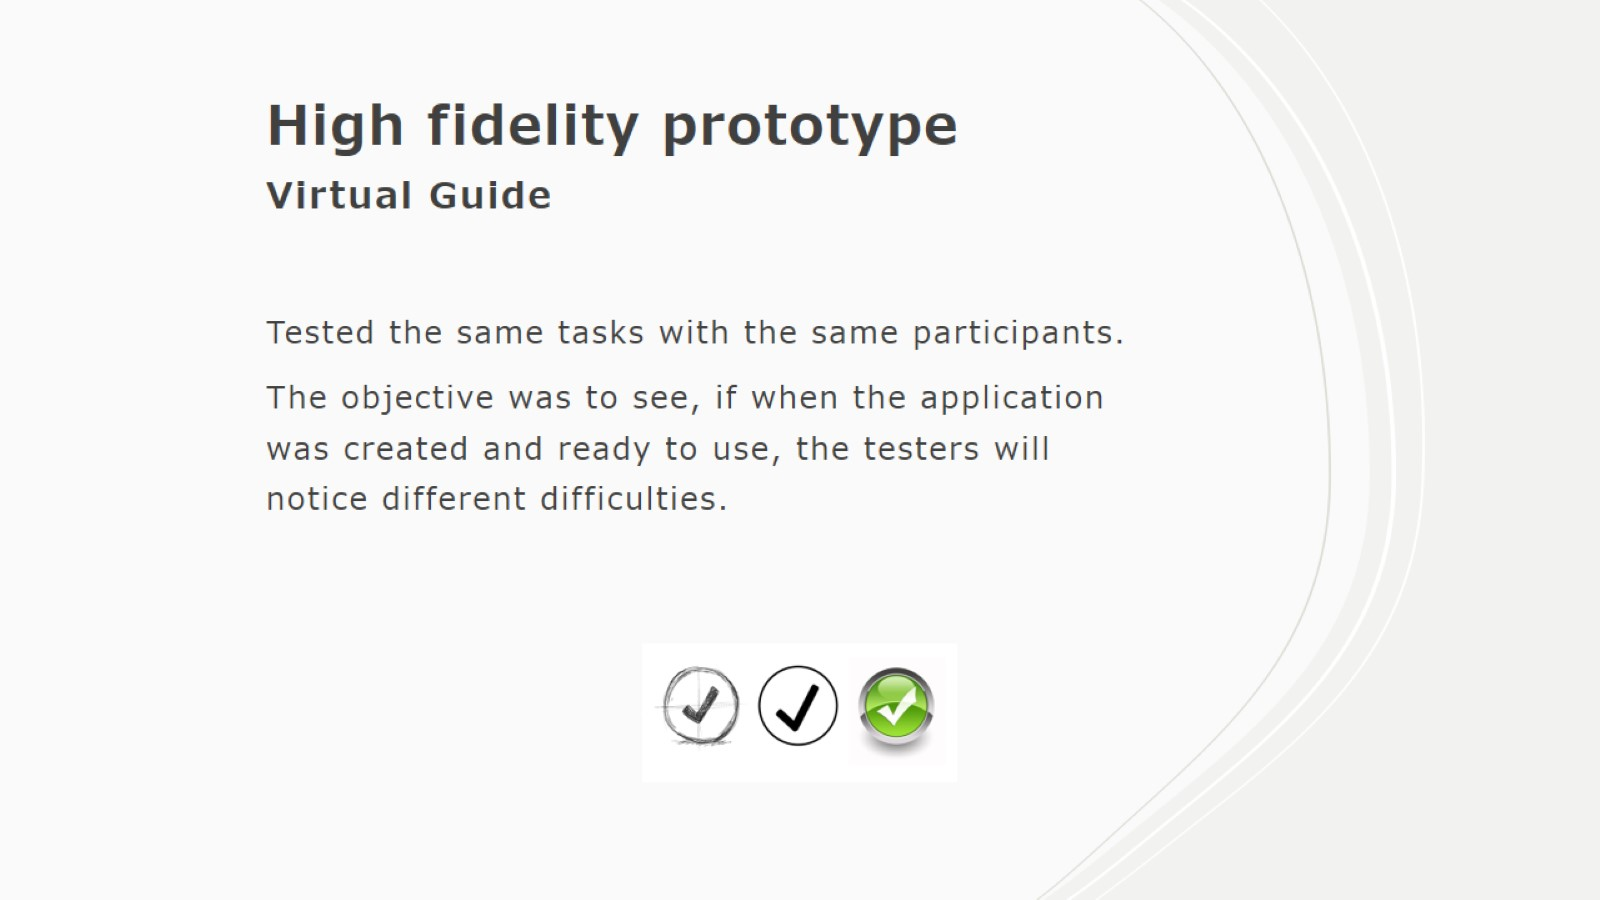 High fidelity prototype
Virtual Guide
Tested the same tasks with the same participants.
The objective was to see, if when the application
was created and ready to use, the testers will
notice different difficulties.